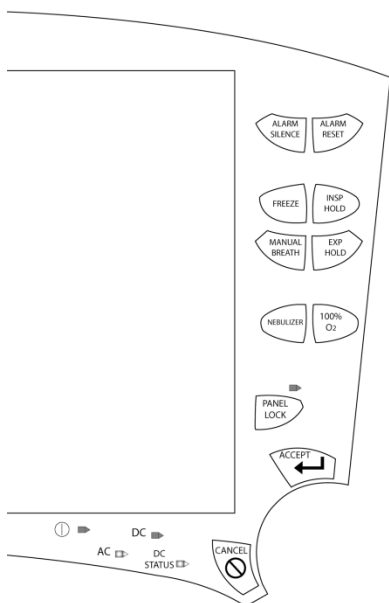 ALARM
SILENCE
ALARM
RESET
FREEZE
INSP
HOLD
MANUAL
BREATH
EXP
HOLD
NEBULIZER
100%
O2
PANEL
LOCK
ACCEPT
DC
AC
DC
STATUS
CANCEL